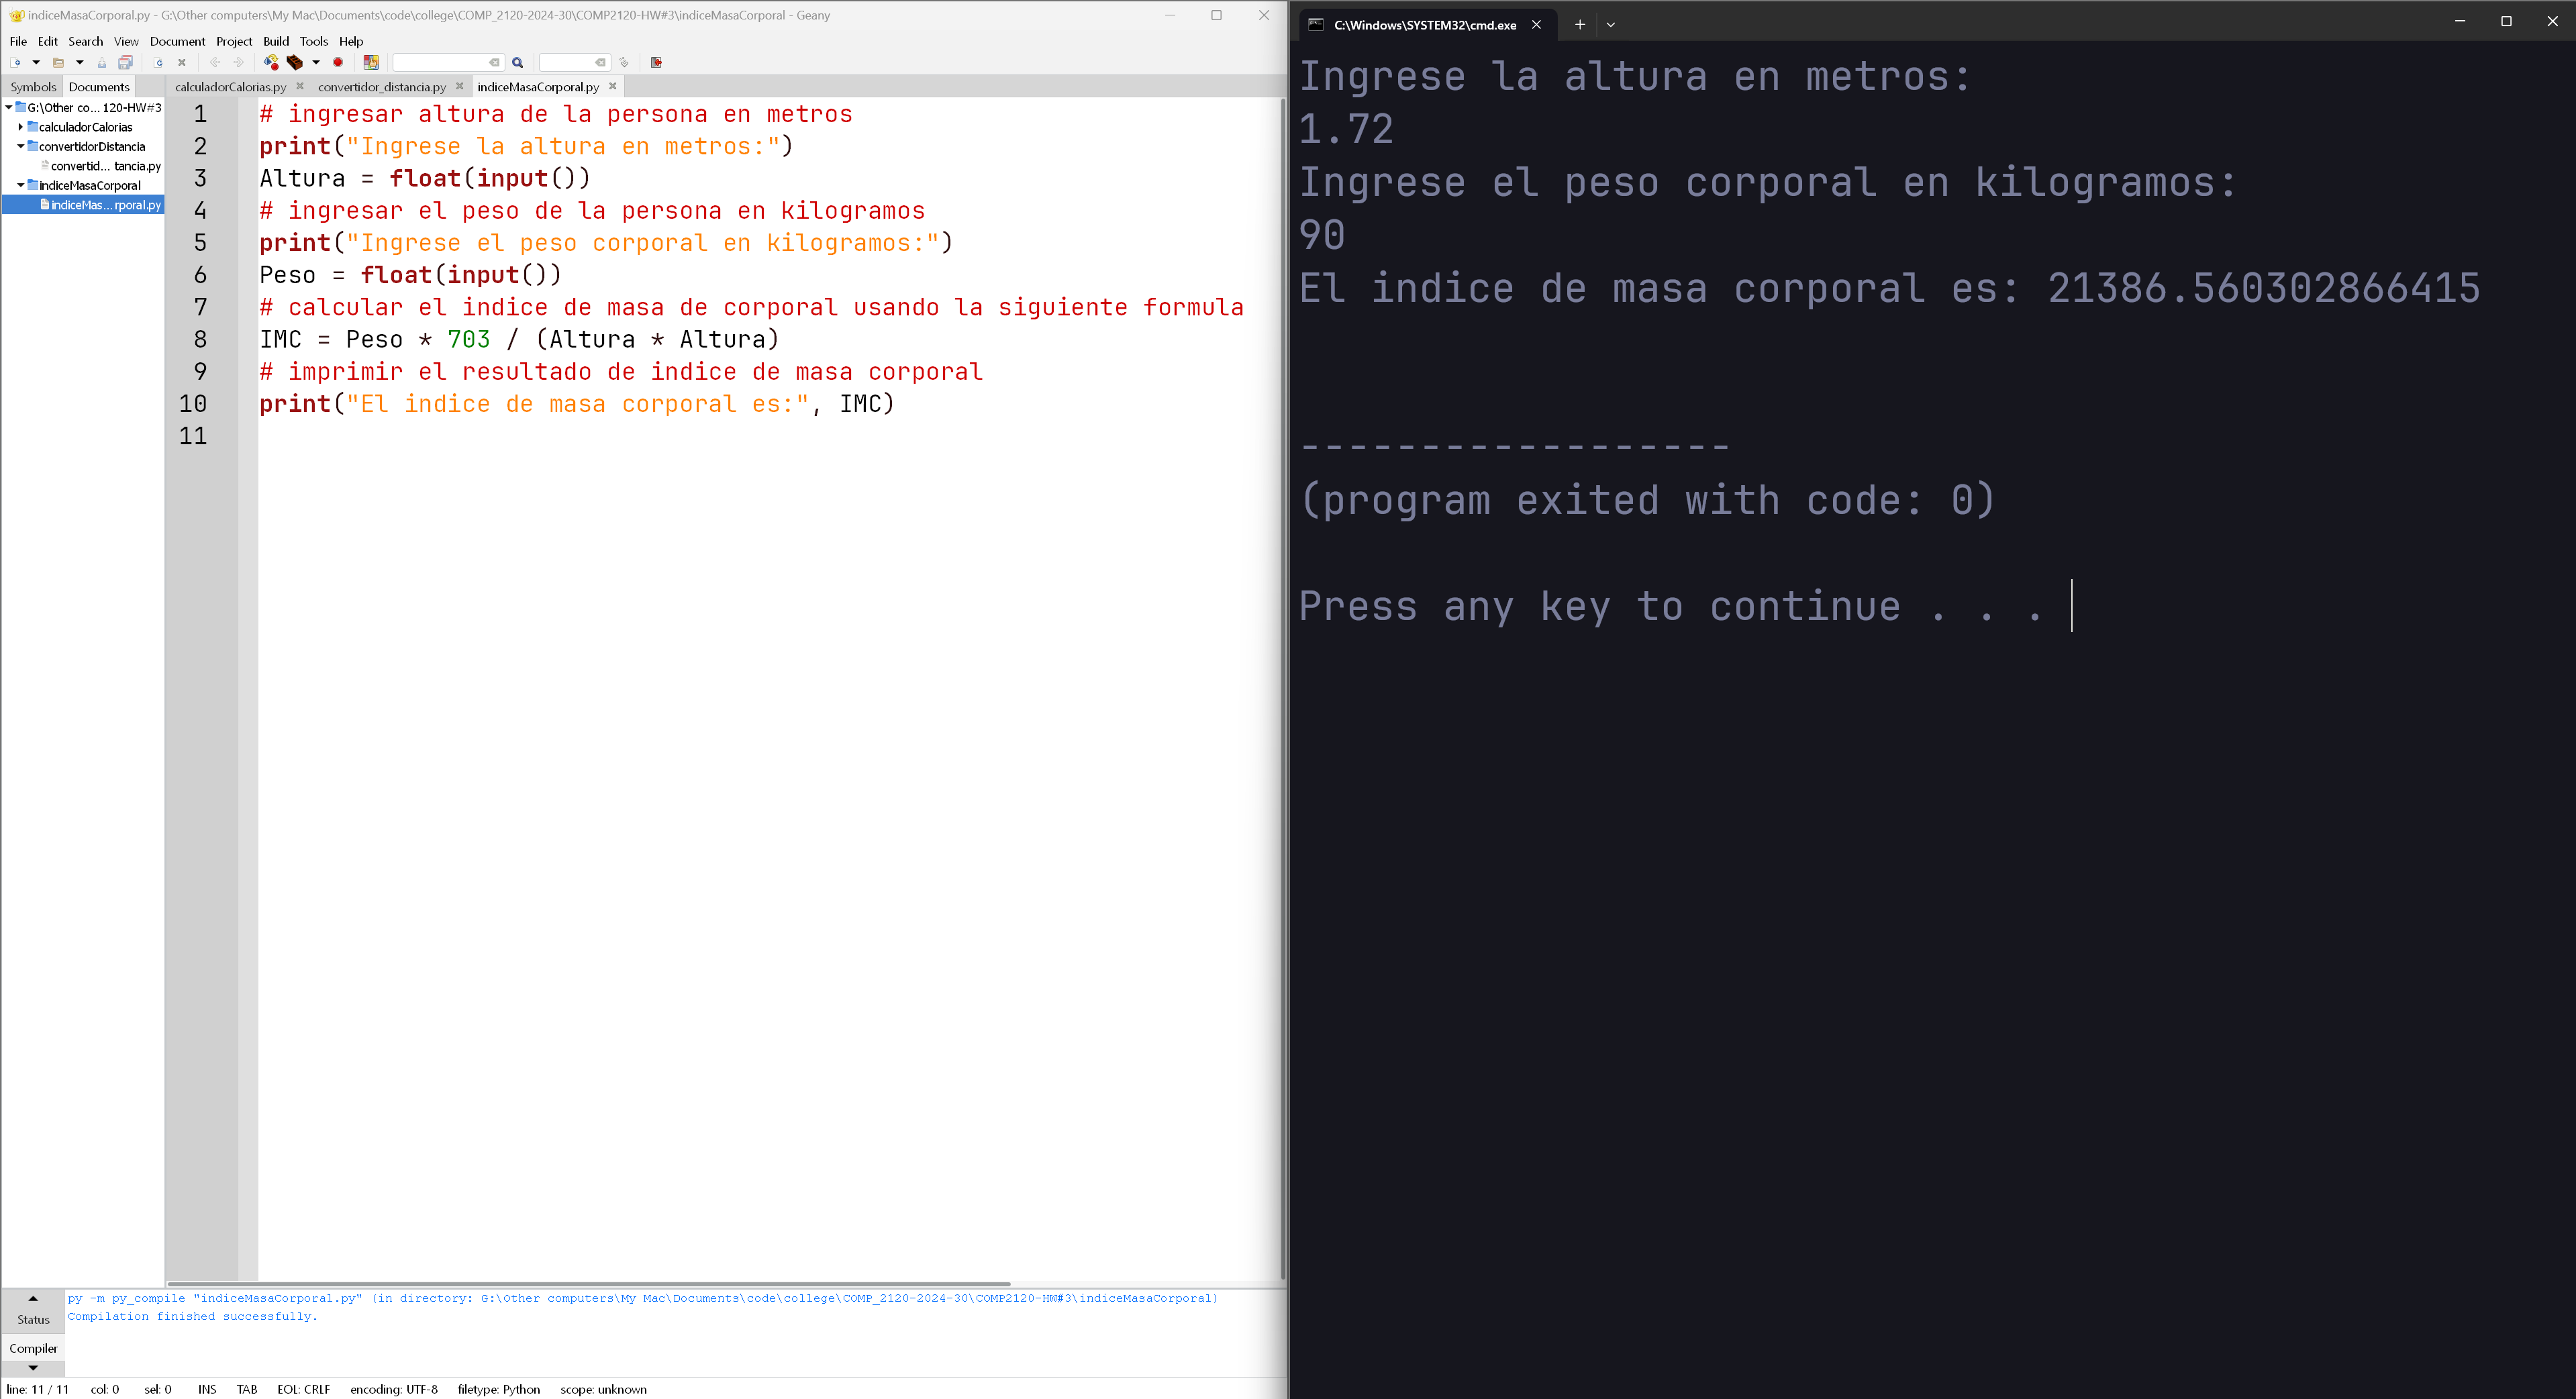 indiceMasaCorporal.py - G:\Other computers\My Mac\Documents\code\college\COMP_2120-2024-30\COMP2120-HW#3\indiceMasaCorporal - Geany
File Edit Search View Document Project Build Tools Help
Symbols Documents
calculadorCalorias.py convertidor_distancia.py indiceMasaCorporal.py
G:\Other co... 120-HW#3
calculadorCalorias
convertidorDistancia
convertid... tancia.py
indiceMasaCorporal
indiceMas...rporal.py
1 # ingresar altura de la persona en metros
2 print("Ingrese la altura en metros:")
3 Altura = float(input())
4 # ingresar el peso de la persona en kilogramos
5 print("Ingrese el peso corporal en kilogramos:")
6 Peso = float(input())
7 # calcular el indice de masa de corporal usando la siguiente formula
8 IMC = Peso * 703 / (Altura * Altura)
9 # imprimir el resultado de indice de masa corporal
10 print("El indice de masa corporal es:", IMC)
11
Status
Compiler
py -m py_compile "indiceMasaCorporal.py" (in directory: G:\Other computers\My Mac\Documents\code\college\COMP_2120-2024-30\COMP2120-HW#3\indiceMasaCorporal)
Compilation finished successfully.
line: 11 / 11 col: 0 sel: 0 INS TAB EOL: CRLF encoding: UTF-8 filetype: Python scope: unknown
C:\Windows\SYSTEM32\cmd.exe
Ingrese la altura en metros:
1.72
Ingrese el peso corporal en kilogramos:
90
El indice de masa corporal es: 21386.560302866415
------------------
(program exited with code: 0)
Press any key to continue . . .